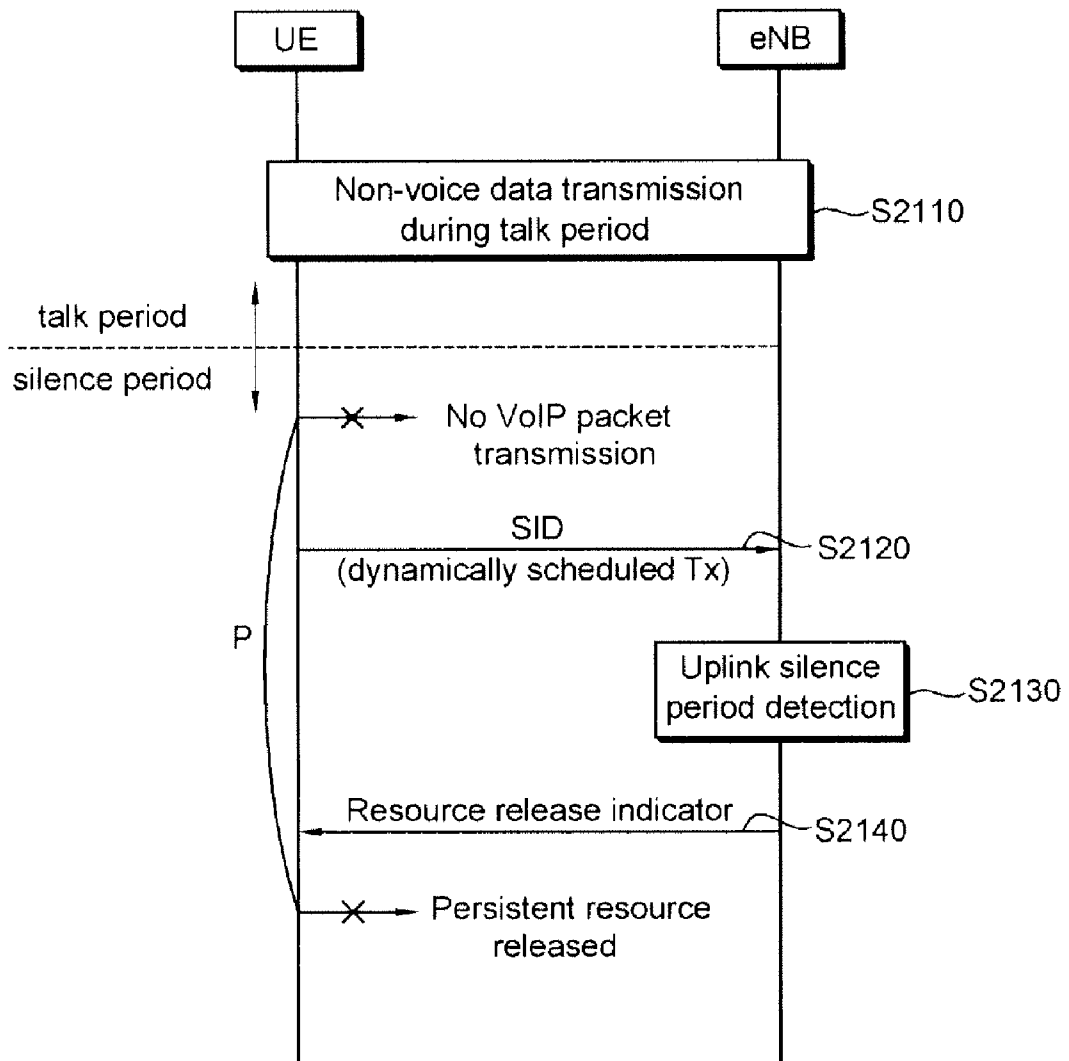 UE
eNB
Non-voice data transmission
during talk period
S2110
talk period
silence period
No VoIP packet
transmission
SID
S2120
(dynamically scheduled Tx)
P
Uplink silence
period detection
S2130
Resource release indicator
S2140
Persistent resource
released